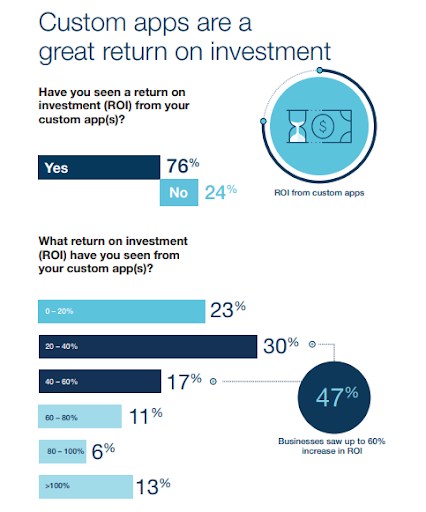 Custom apps are a
great return on investment
Have you seen a return on
investment (ROI) from your
custom app(s)?
Yes 76%
No 24%
$
ROI from custom apps
What return on investment
(ROI) have you seen from
your custom app(s)?
0 – 20% 23%
20 – 40% 30%
40 – 60% 17%
47%
60 – 80% 11%
Businesses saw up to 60%
increase in ROI
80 – 100% 6%
>100% 13%